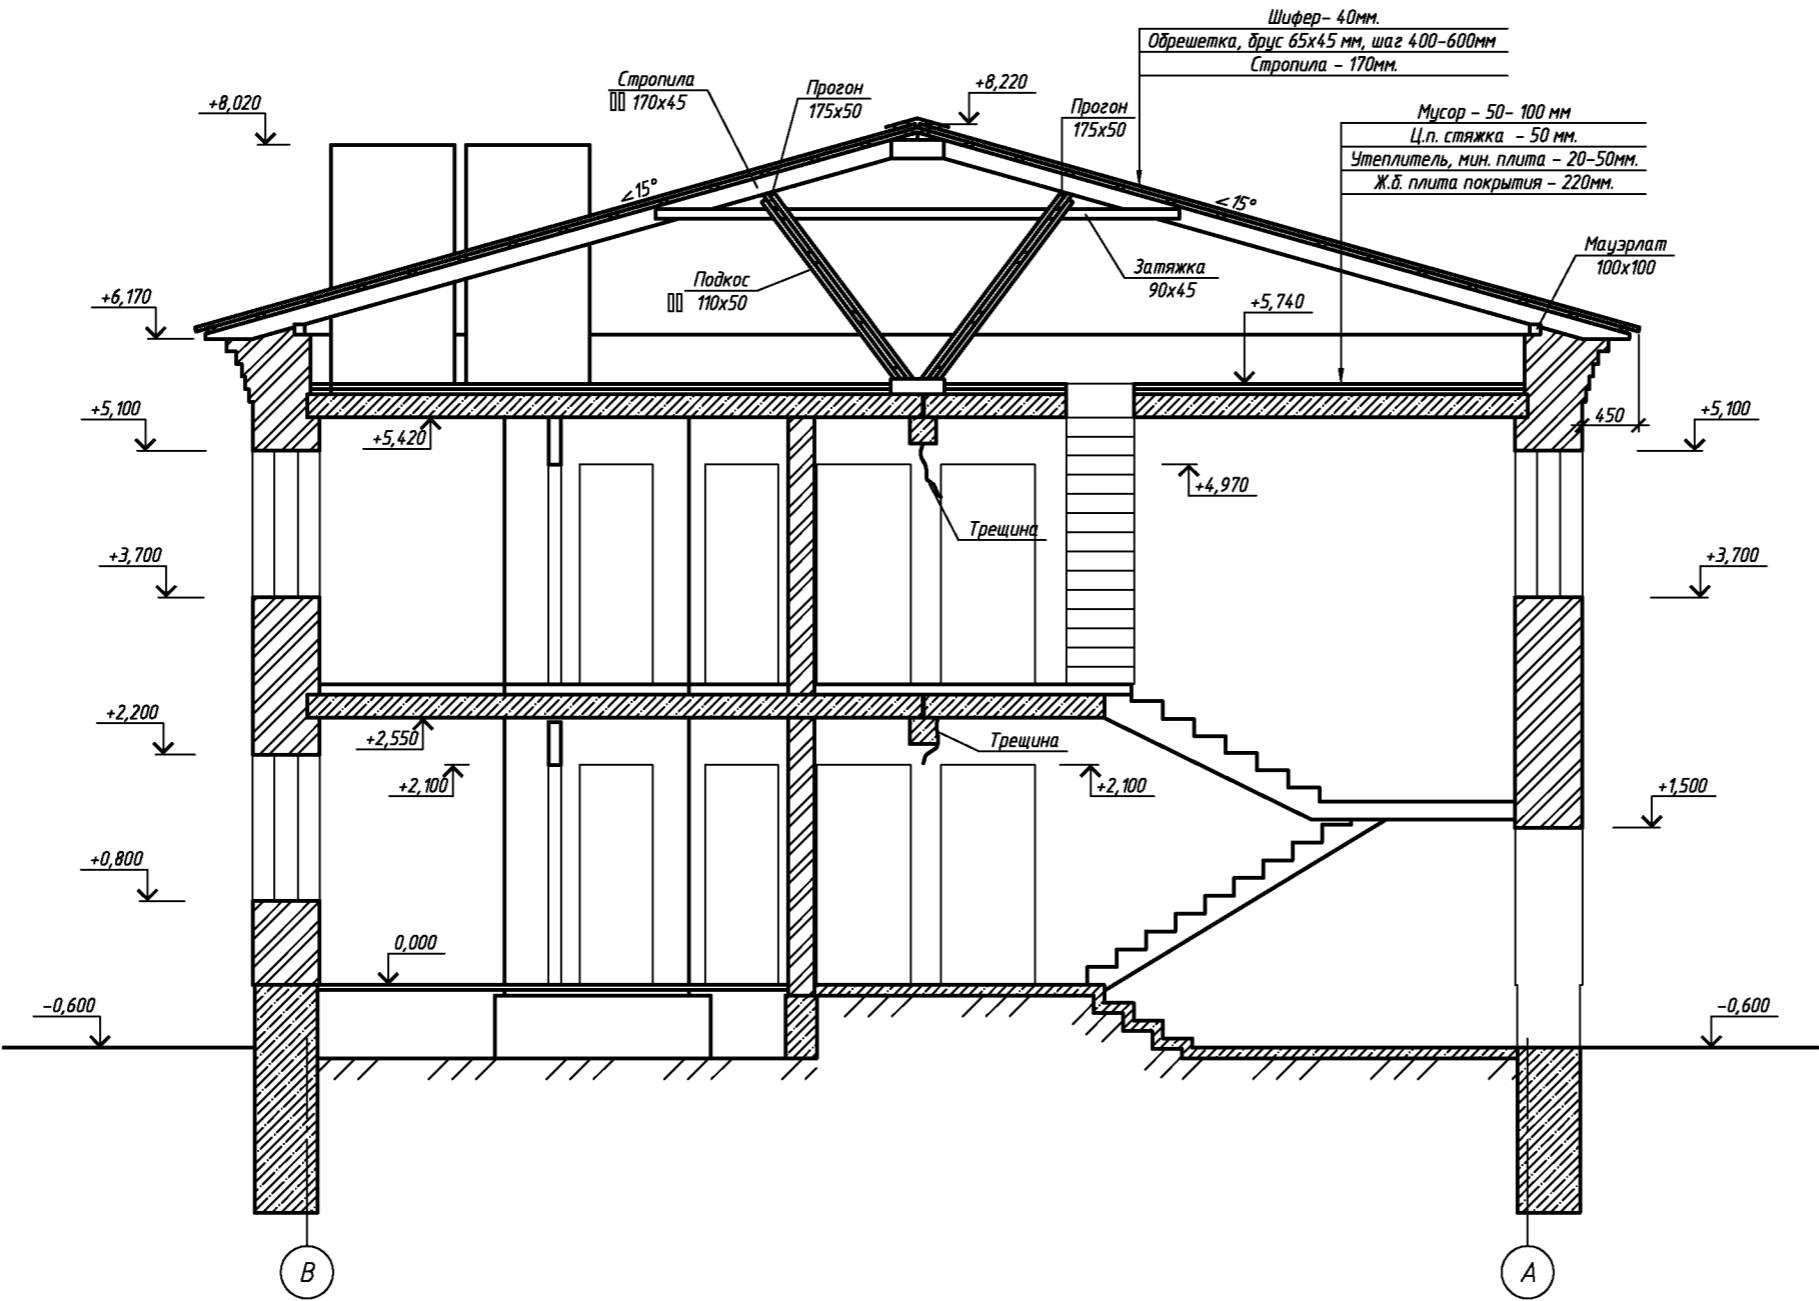 Шифер- 40мм.
Обрешетка, брус 65х45 мм, шаг 400-600мм
Стропила - 170мм.
Стропила
170х45
Прогон
175х50
+8,220
+8,020
Прогон
175х50
Мусор - 50- 100 мм
Ц.п. стяжка - 50 мм.
Утеплитель, мин. плита - 20-50мм.
Ж.б. плита покрытия - 220мм.
<15°
<15°
Мауэрлат
100х100
Затяжка
90х45
Подкос
110х50
+6,170
+5,740
+5,100
+5,420
450
+5,100
+4,970
Трещина
+3,700
+3,700
+2,200
+2,550
Трещина
+2,100
+2,100
+1,500
+0,800
0,000
-0,600
-0,600
В
А